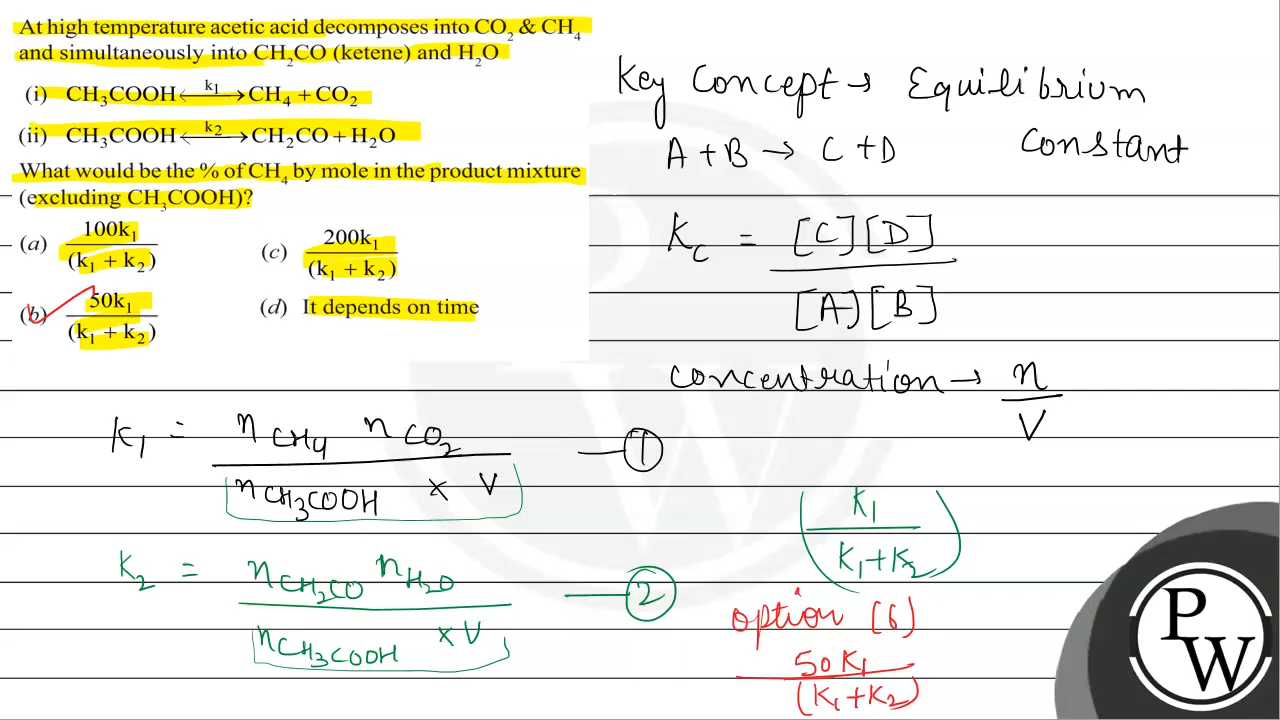 At high temperature acetic acid decomposes into CO₂ & CH₄
and simultaneously into CH₂CO (ketene) and H₂O
(i) CH₃COOH ⟷ k₁ CH₄ + CO₂
(ii) CH₃COOH ⟷ k₂ CH₂CO + H₂O
What would be the % of CH₄ by mole in the product mixture
(excluding CH₃COOH)?
(a) 100k₁ / (k₁ + k₂)
(c) 200k₁ / (k₁ + k₂)
(b) 50k₁ / (k₁ + k₂)
(d) It depends on time
Key Concept → Equilibrium
Constant
A + B → C + D
Kc = [C][D] / [A][B]
concentration → n / V
K₁ = nCH₄ nCO₂ / nCH₃COOH × V —①
K₂ = nCH₂CO nH₂O / nCH₃COOH × V —②
(K₁ / K₁+K₂)
option (b)
50K₁ / (K₁+K₂)
PW